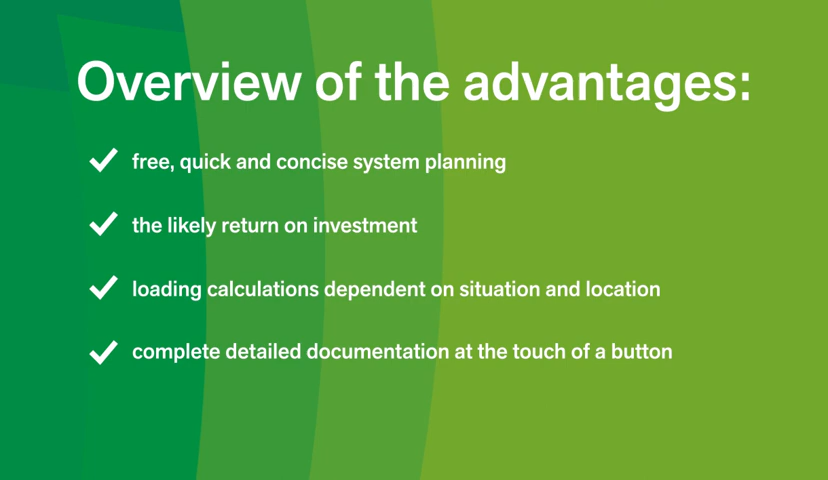 Overview of the advantages:
free, quick and concise system planning
the likely return on investment
loading calculations dependent on situation and location
complete detailed documentation at the touch of a button